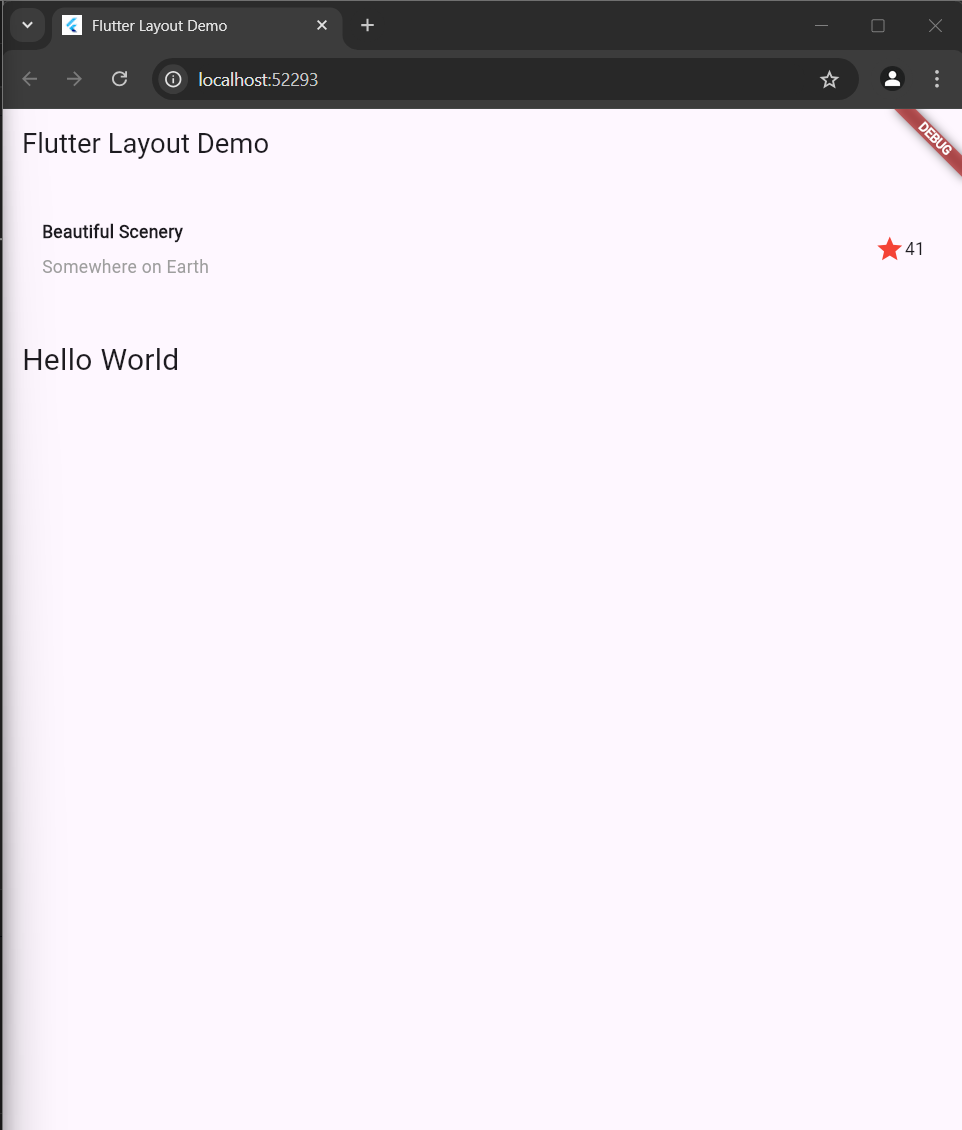 Flutter Layout Demo
localhost:52293
Flutter Layout Demo
DEBUG
Beautiful Scenery
41
Somewhere on Earth
Hello World